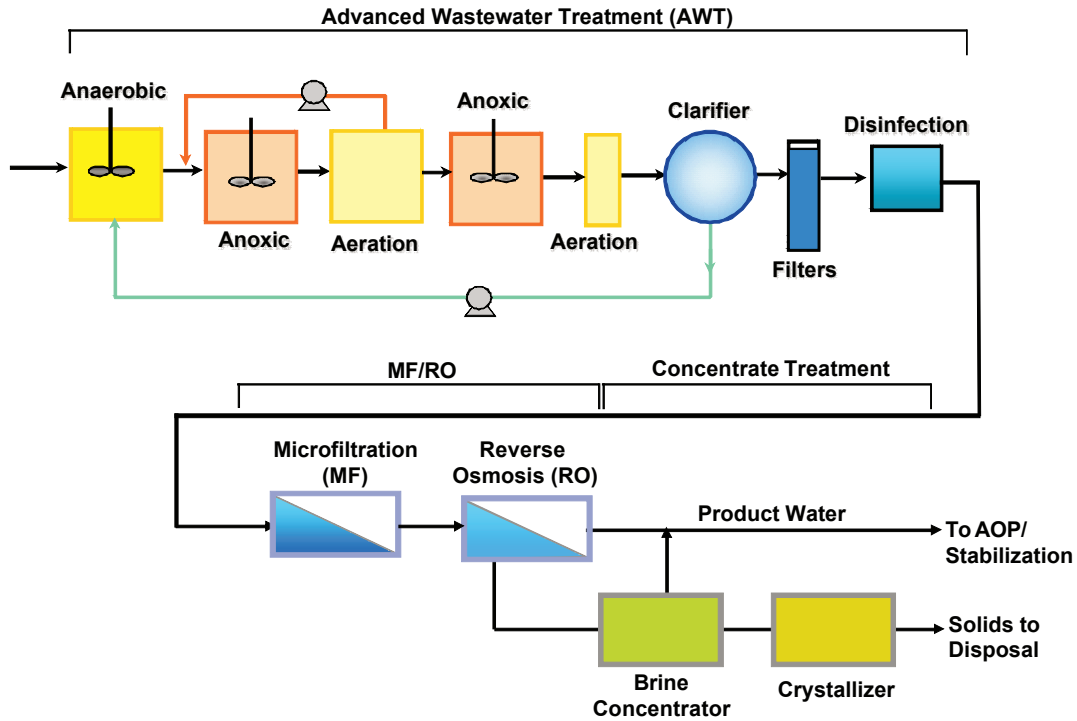 Advanced Wastewater Treatment (AWT)
Anaerobic
Anoxic
Clarifier
Disinfection
Anoxic
Aeration
Aeration
Filters
MF/RO
Concentrate Treatment
Microfiltration
(MF)
Reverse
Osmosis (RO)
Product Water
To AOP/
Stabilization
Solids to
Disposal
Brine
Concentrator
Crystallizer